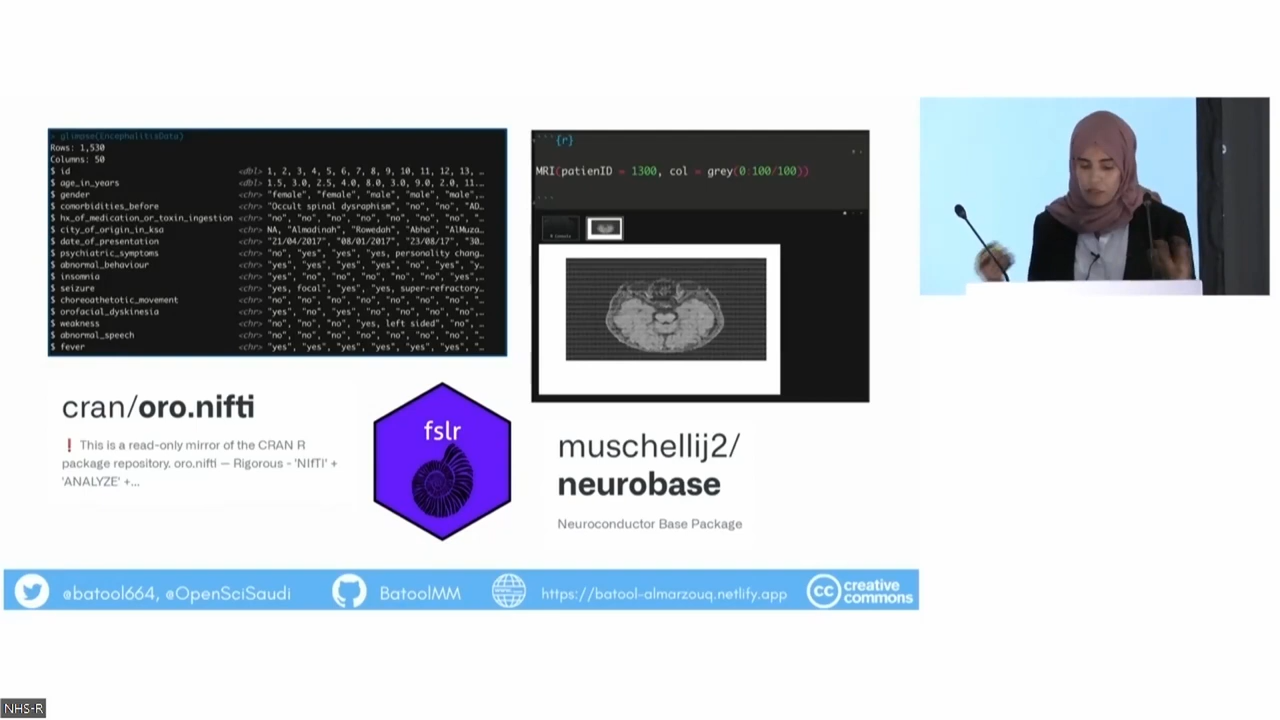 > glimpse(EncephalitisData)
Rows: 1,530
Columns: 50
$ id <dbl> 1, 2, 3, 4, 5, 6, 7, 8, 9, 10, 11, 12, 13, …
$ age_in_years <dbl> 1.5, 3.0, 2.5, 4.0, 8.0, 3.0, 9.0, 2.0, 11.…
$ gender <chr> "female", "female", "male", "male", "male",…
$ comorbidities_before <chr> "Occult spinal dysraphism", "no", "no", "AD…
$ hx_of_medication_or_toxin_ingestion <chr> "no", "no", "no", "no", "no", "no", "no", "…
$ city_of_origin_in_ksa <chr> NA, "Almadinah", "Rowedah", "Abha", "AlMuza…
$ date_of_presentation <chr> "21/04/2017", "08/01/2017", "23/08/17", "30…
$ psychiatric_symptoms <chr> "no", "yes", "yes", "yes, personality chang…
$ abnormal_behaviour <chr> "yes", "yes", "yes", "yes", "no", "yes", "y…
$ insomnia <chr> "yes", "no", "no", "no", "no", "no", "yes",…
$ seizure <chr> "yes, focal", "yes", "yes, super-refractory…
$ choreoathetotic_movement <chr> "no", "no", "no", "no", "no", "no", "no", "…
$ orofacial_dyskinesia <chr> "yes", "no", "no", "no", "no", "no", "no", "…
$ weakness <chr> "no", "no", "no", "yes, left sided", "no", …
$ abnormal_speech <chr> "no", "no", "no", "no", "no", "no", "no", "…
$ fever <chr> "yes", "yes", "yes", "yes", "yes", "yes", "…
```{r}
MRI(patienID = 1300, col = grey(0:100/100))
```
cran/oro.nifti
❗ This is a read-only mirror of the CRAN R
package repository. oro.nifti — Rigorous - 'NIfTI' +
'ANALYZE' +...
fslr
muschellij2/
neurobase
Neuroconductor Base Package
@batool664, @OpenSciSaudi
BatoolMM
https://batool-almarzouq.netlify.app
cc creative
commons
NHS-R